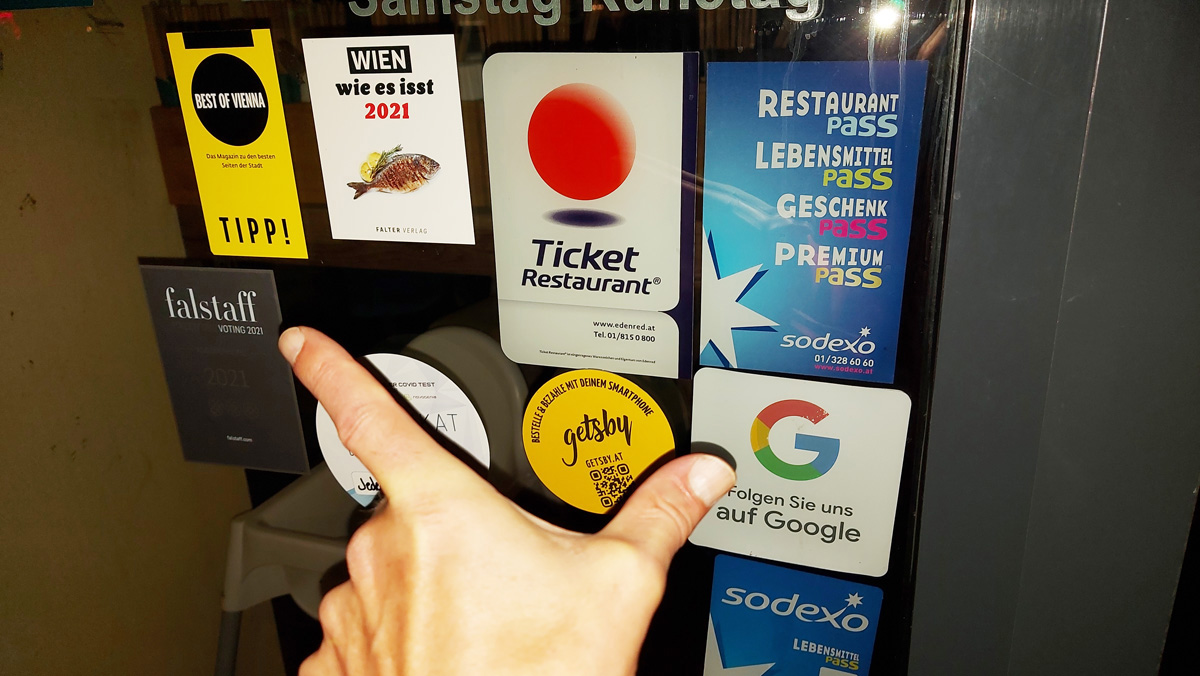 Samstag Ruhetag
BEST OF VIENNA
Das Magazin zu den besten
Seiten der Stadt
TIPP!
WIEN
wie es isst
2021
FALTER VERLAG
Ticket
Restaurant®
www.edenred.at
Tel. 01/815 0 800
RESTAURANT
PASS
LEBENSMITTEL
PASS
GESCHENK
PASS
PREMIUM
PASS
sodexo
01/328 60 60
www.sodexo.at
falstaff
VOTING 2021
2021
falstaff.com
COVID TEST
BESTELLE & BEZAHLE MIT DEINEM SMARTPHONE
getsby
GETSBY.AT
G
Folgen Sie uns
auf Google
sodexo
LEBENSMITTEL
PASS